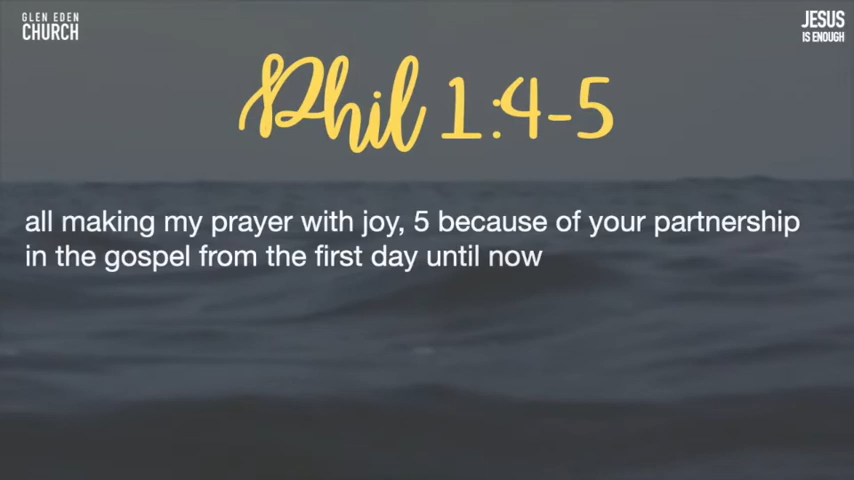 GLEN EDEN
CHURCH
JESUS
IS ENOUGH
Phil 1:4-5
all making my prayer with joy, 5 because of your partnership
in the gospel from the first day until now